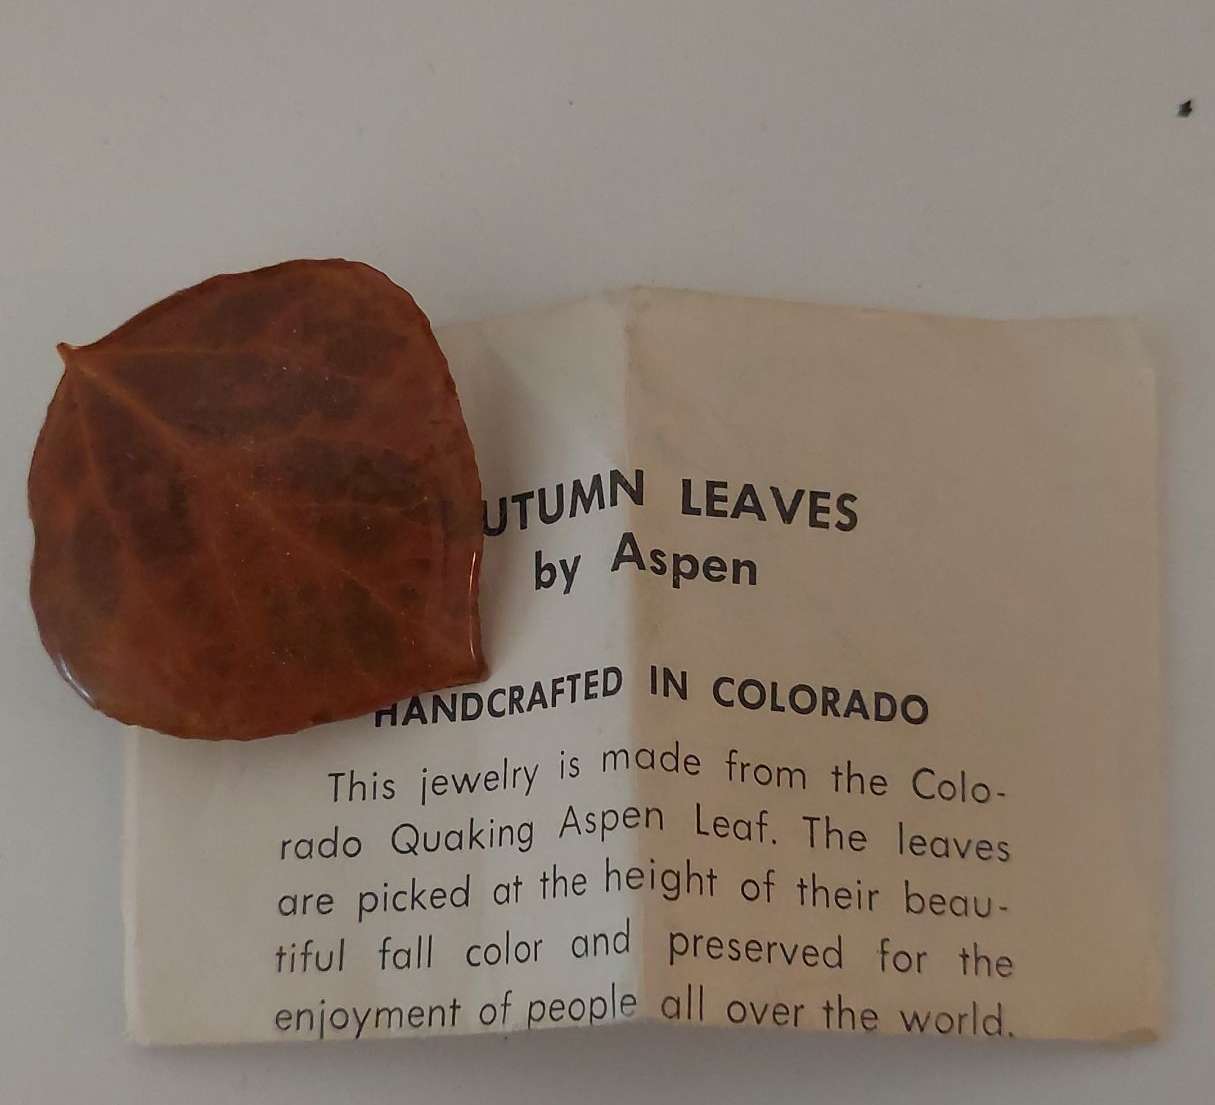 AUTUMN LEAVES
by Aspen
HANDCRAFTED IN COLORADO
This jewelry is made from the Colo-
rado Quaking Aspen Leaf. The leaves
are picked at the height of their beau-
tiful fall color and preserved for the
enjoyment of people all over the world.